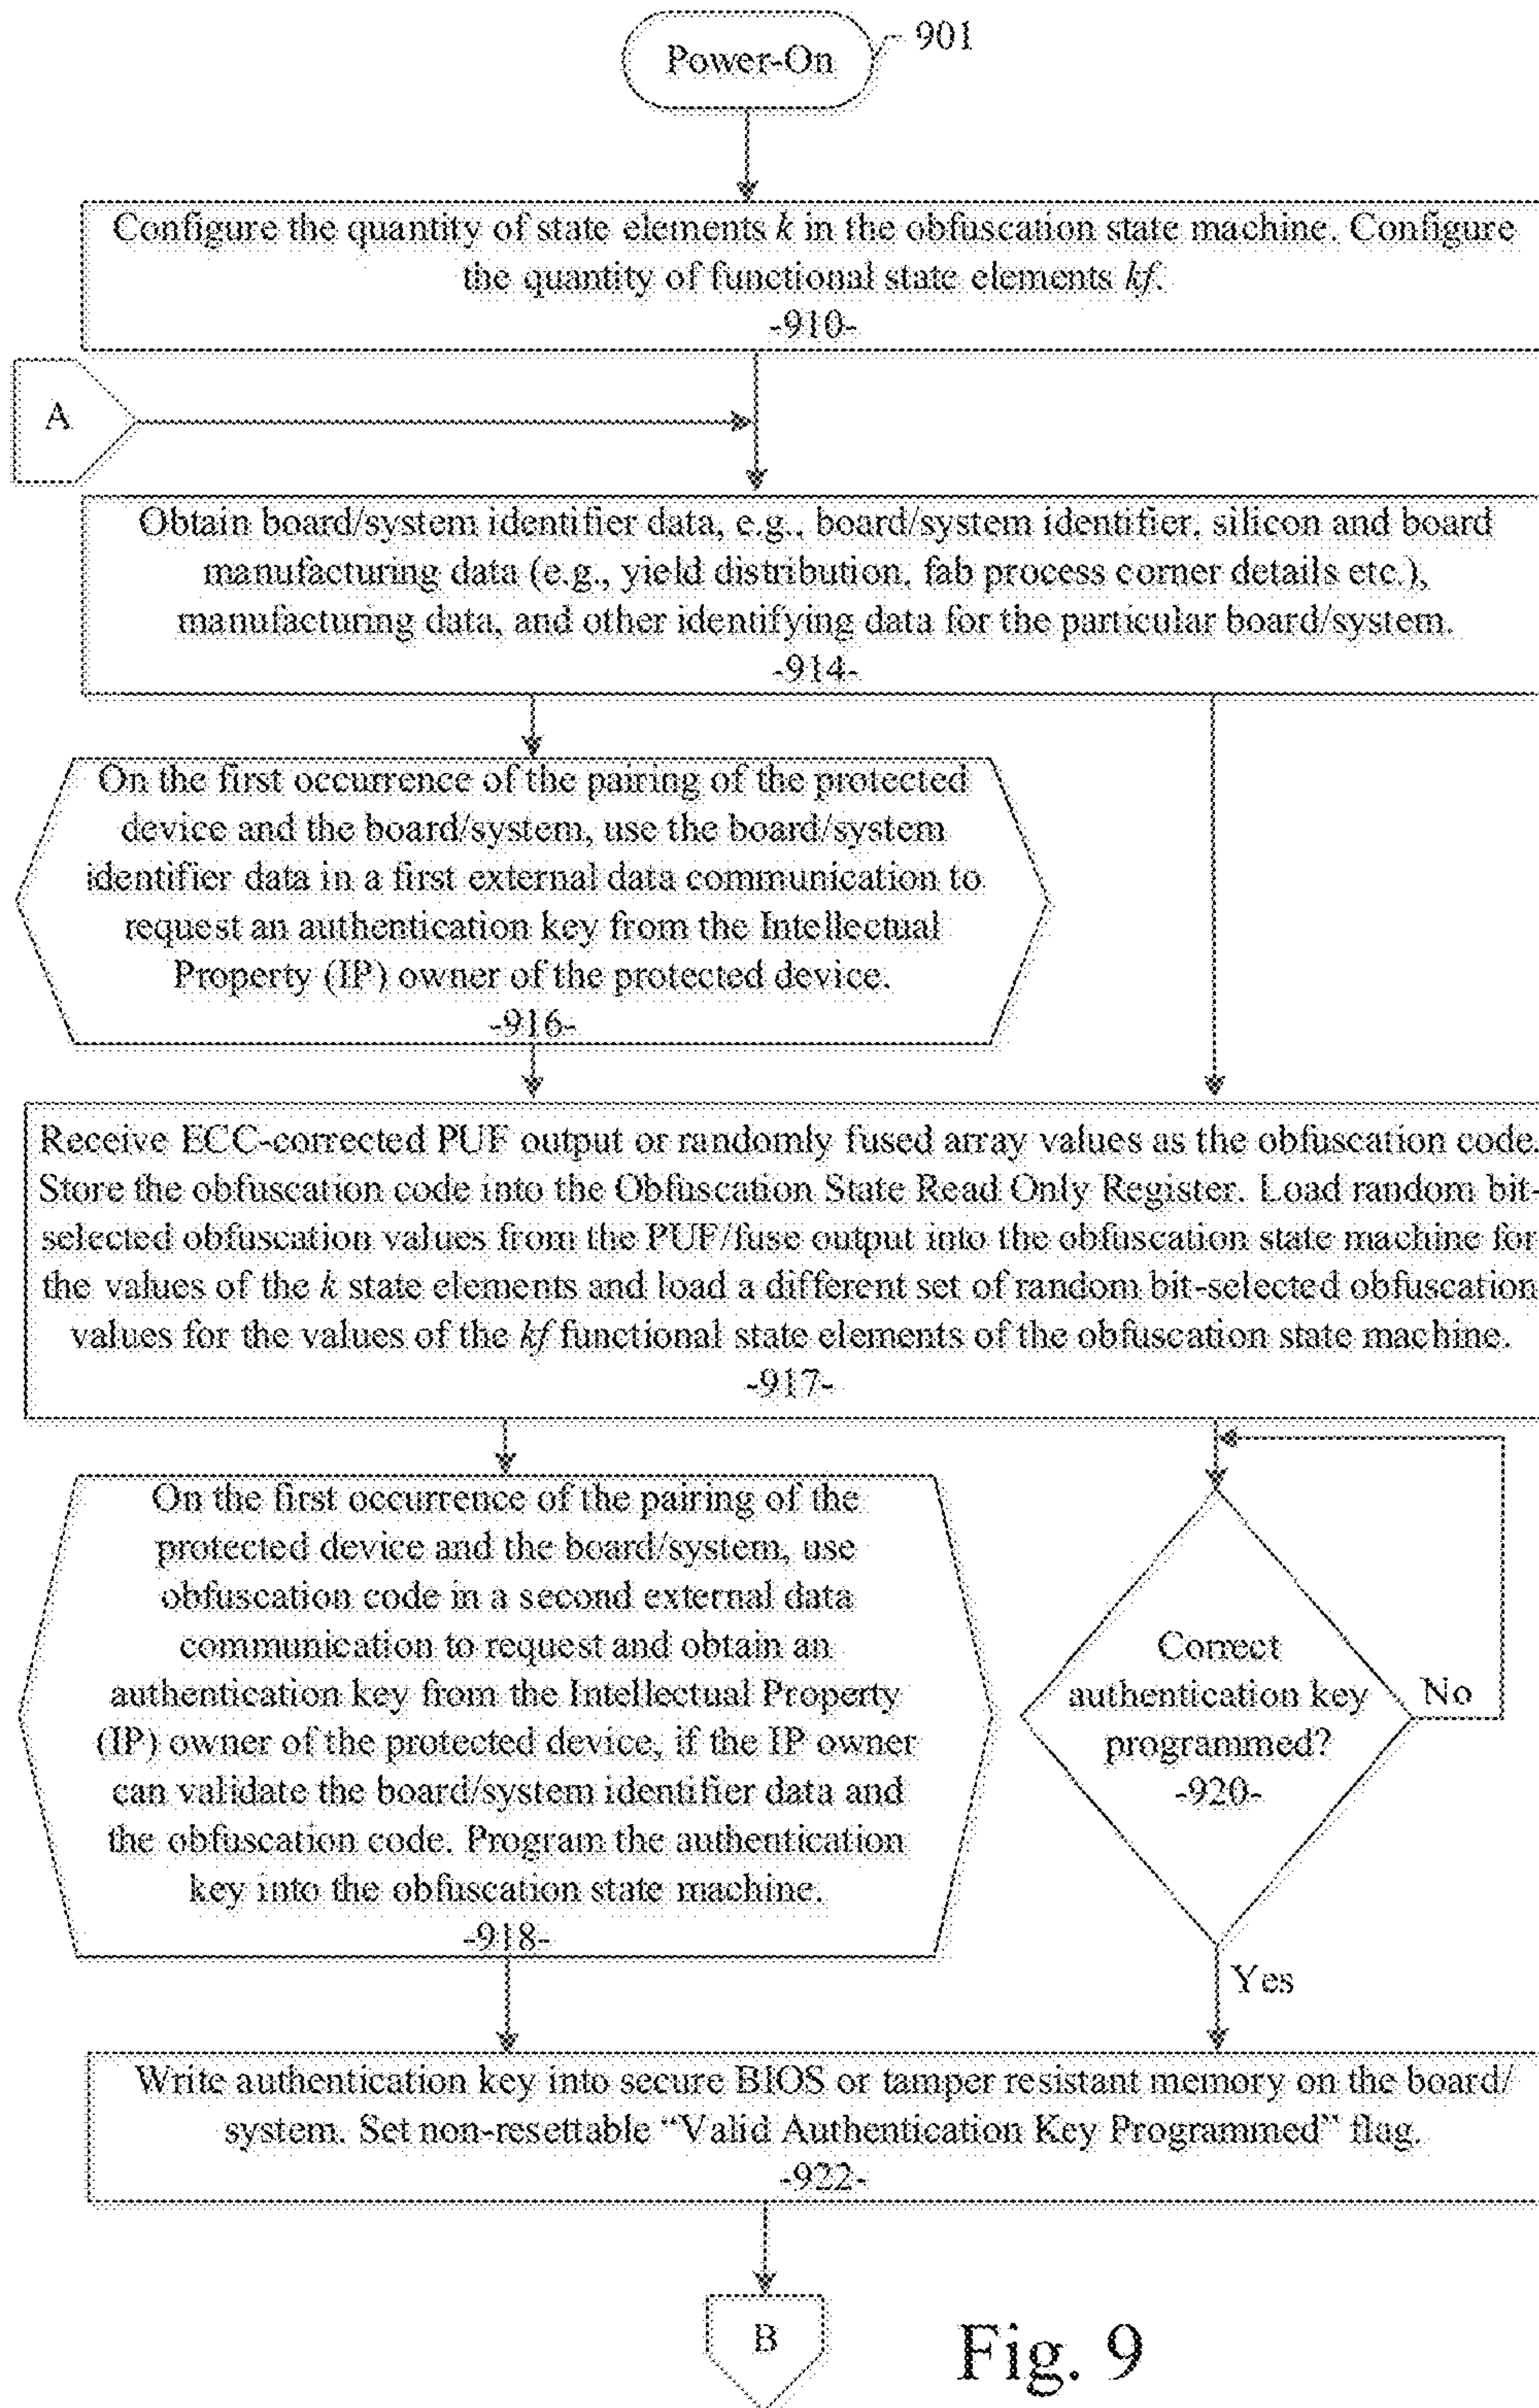 Power-On
901
Configure the quantity of state elements k in the obfuscation state machine. Configure
the quantity of functional state elements kf.
-910-
A
Obtain board/system identifier data, e.g., board/system identifier, silicon and board
manufacturing data (e.g., yield distribution, fab process corner details etc.),
manufacturing data, and other identifying data for the particular board/system.
-914-
On the first occurrence of the pairing of the protected
device and the board/system, use the board/system
identifier data in a first external data communication to
request an authentication key from the Intellectual
Property (IP) owner of the protected device.
-916-
Receive ECC-corrected PUF output or randomly fused array values as the obfuscation code.
Store the obfuscation code into the Obfuscation State Read Only Register. Load random bit-
selected obfuscation values from the PUF/fuse output into the obfuscation state machine for
the values of the k state elements and load a different set of random bit-selected obfuscation
values for the values of the kf functional state elements of the obfuscation state machine.
-917-
On the first occurrence of the pairing of the
protected device and the board/system, use
obfuscation code in a second external data
communication to request and obtain an
authentication key from the Intellectual Property
(IP) owner of the protected device, if the IP owner
can validate the board/system identifier data and
the obfuscation code. Program the authentication
key into the obfuscation state machine.
-918-
Correct
authentication key
programmed?
-920-
No
Yes
Write authentication key into secure BIOS or tamper resistant memory on the board/
system. Set non-resettable “Valid Authentication Key Programmed” flag.
-922-
B
Fig. 9